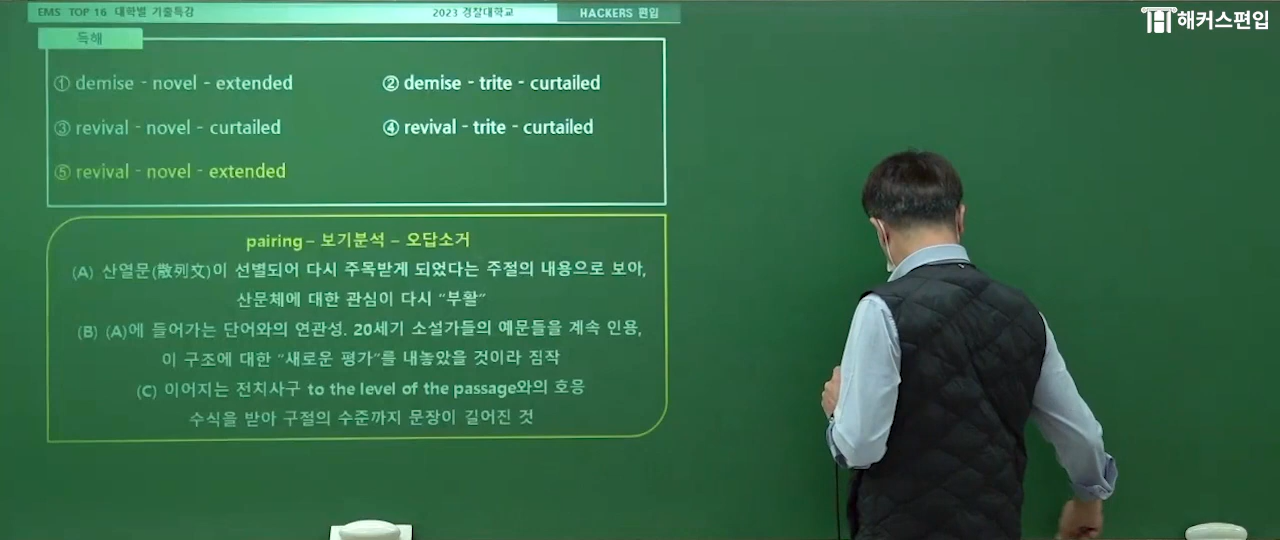 EMS TOP 16 대학별 기출특강
2023 경찰대학교
HACKERS 편입
해커스편입
독해
① demise - novel - extended
② demise - trite - curtailed
③ revival - novel - curtailed
④ revival - trite - curtailed
⑤ revival - novel - extended
pairing – 보기분석 – 오답소거
(A) 산열문(散列文)이 선별되어 다시 주목받게 되었다는 주절의 내용으로 보아,
산문체에 대한 관심이 다시 “부활”
(B) (A)에 들어가는 단어와의 연관성. 20세기 소설가들의 예문들을 계속 인용,
이 구조에 대한 “새로운 평가”를 내놓았을 것이라 짐작
(C) 이어지는 전치사구 to the level of the passage와의 호응
수식을 받아 구절의 수준까지 문장이 길어진 것